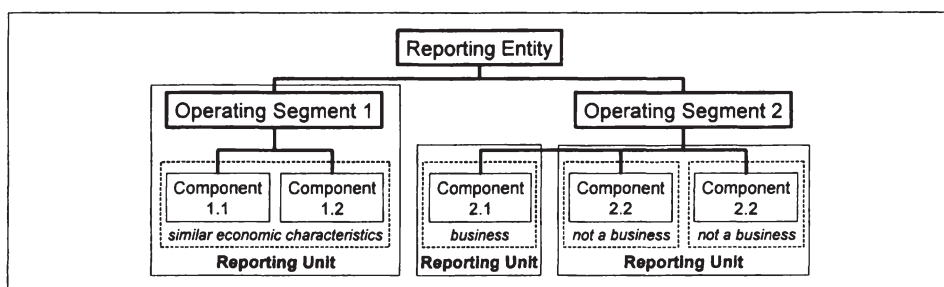 Reporting Entity
Operating Segment 1
Operating Segment 2
Component 1.1
Component 1.2
Component 2.1
Component 2.2
Component 2.2
similar economic characteristics
business
not a business
not a business
Reporting Unit
Reporting Unit
Reporting Unit